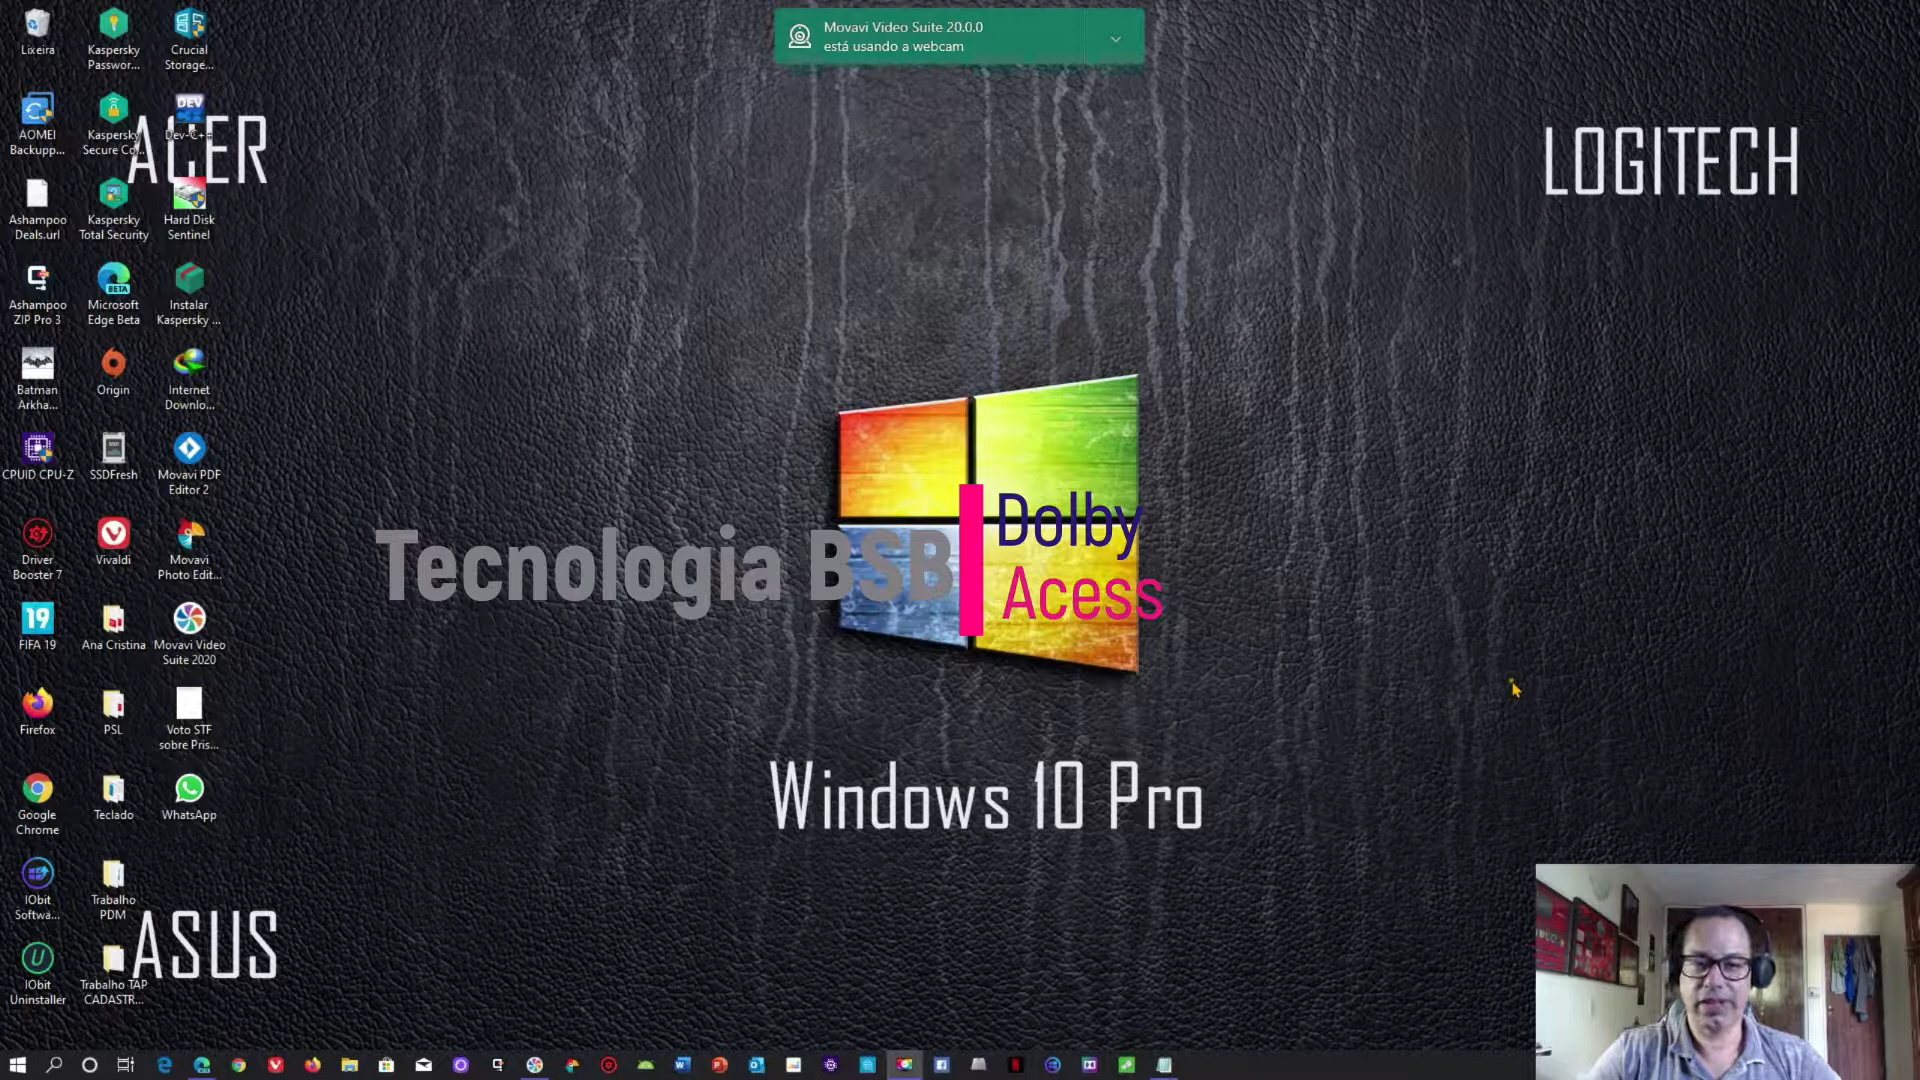 Movavi Video Suite 20.0.0
está usando a webcam
Lixeira
Kaspersky
Passwor...
Crucial
Storage...
AOMEI
Backupp...
Kaspersky
Secure Co...
Dev-C++
ACER
LOGITECH
Ashampoo
Deals.url
Kaspersky
Total Security
Hard Disk
Sentinel
Ashampoo
ZIP Pro 3
Microsoft
Edge Beta
Instalar
Kaspersky ...
Batman
Arkha...
Origin
Internet
Downlo...
CPUID CPU-Z
SSDFresh
Movavi PDF
Editor 2
Driver
Booster 7
Vivaldi
Movavi
Photo Edit...
Tecnologia BSB
Dolby
Acess
FIFA 19
Ana Cristina
Movavi Video
Suite 2020
Firefox
PSL
Voto STF
sobre Pris...
Google
Chrome
Teclado
WhatsApp
Windows 10 Pro
IObit
Softwa...
Trabalho
PDM
ASUS
IObit
Uninstaller
Trabalho TAP
CADASTR...